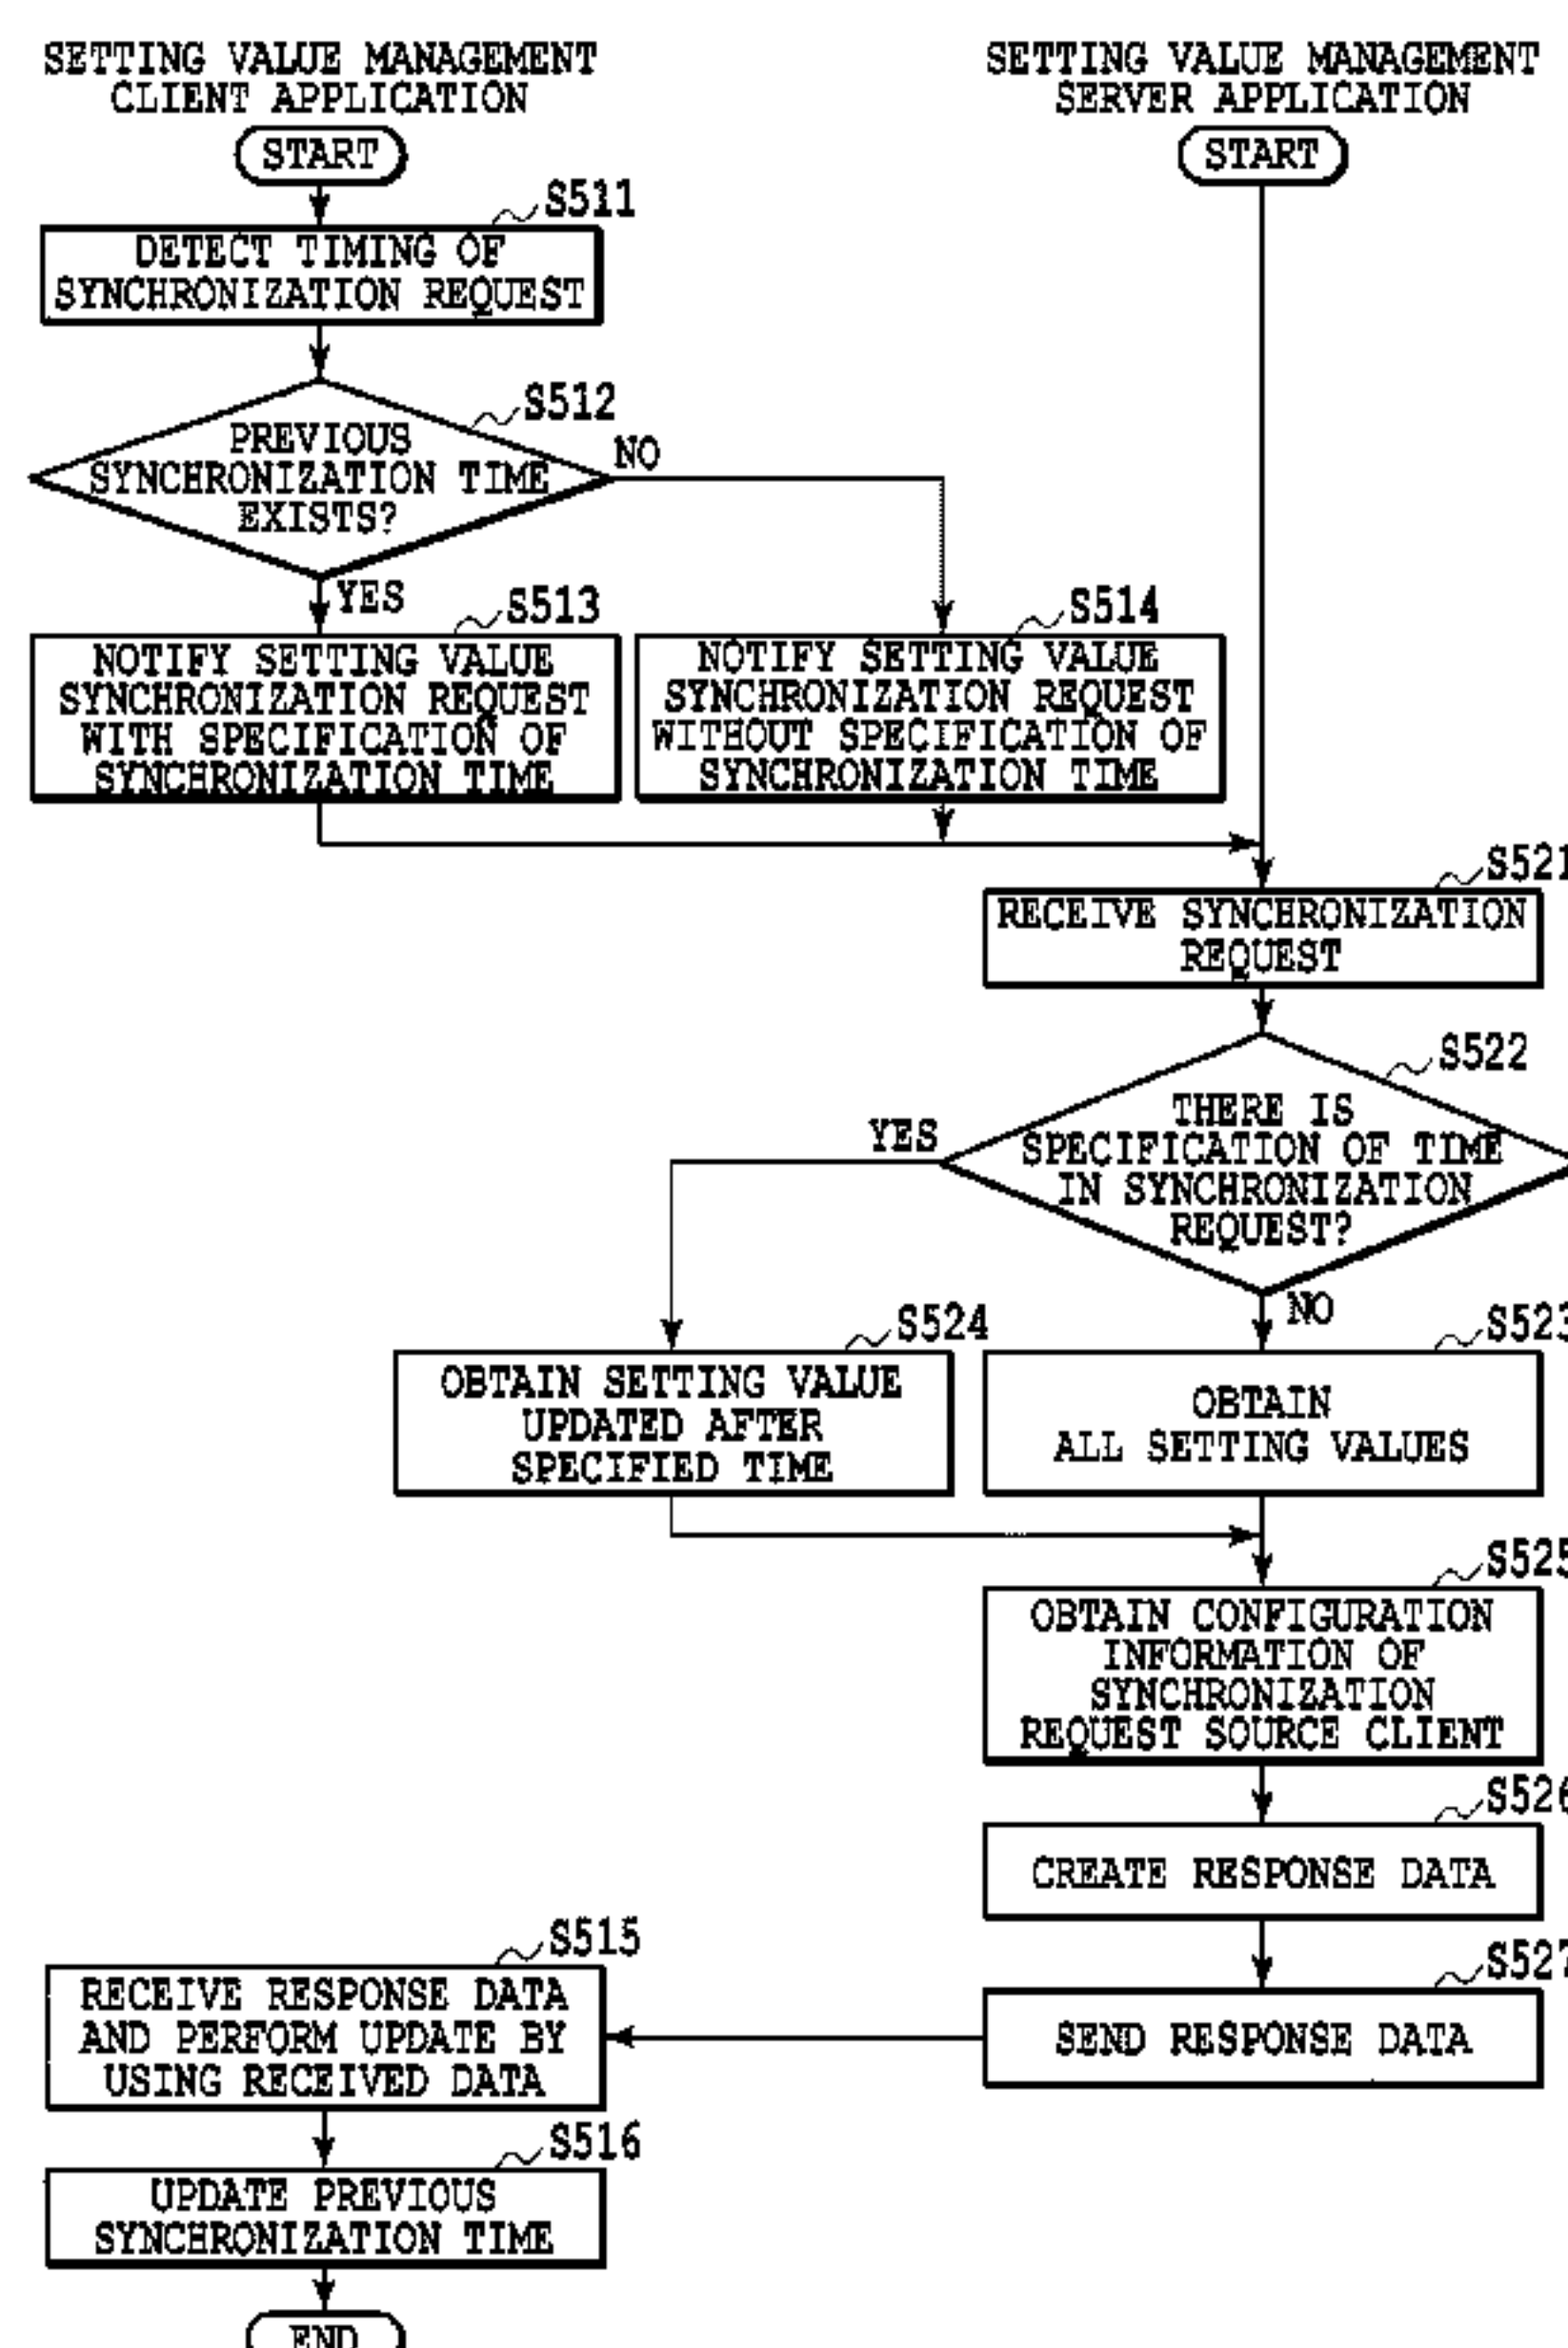 SETTING VALUE MANAGEMENT
CLIENT APPLICATION
SETTING VALUE MANAGEMENT
SERVER APPLICATION
START
START
S511
DETECT TIMING OF
SYNCHRONIZATION REQUEST
S512
PREVIOUS
SYNCHRONIZATION TIME
EXISTS?
NO
YES
S513
NOTIFY SETTING VALUE
SYNCHRONIZATION REQUEST
WITH SPECIFICATION OF
SYNCHRONIZATION TIME
S514
NOTIFY SETTING VALUE
SYNCHRONIZATION REQUEST
WITHOUT SPECIFICATION OF
SYNCHRONIZATION TIME
S521
RECEIVE SYNCHRONIZATION
REQUEST
S522
THERE IS
SPECIFICATION OF TIME
IN SYNCHRONIZATION
REQUEST?
YES
NO
S524
OBTAIN SETTING VALUE
UPDATED AFTER
SPECIFIED TIME
S523
OBTAIN
ALL SETTING VALUES
S525
OBTAIN CONFIGURATION
INFORMATION OF
SYNCHRONIZATION
REQUEST SOURCE CLIENT
S526
CREATE RESPONSE DATA
S527
SEND RESPONSE DATA
S515
RECEIVE RESPONSE DATA
AND PERFORM UPDATE BY
USING RECEIVED DATA
S516
UPDATE PREVIOUS
SYNCHRONIZATION TIME
END